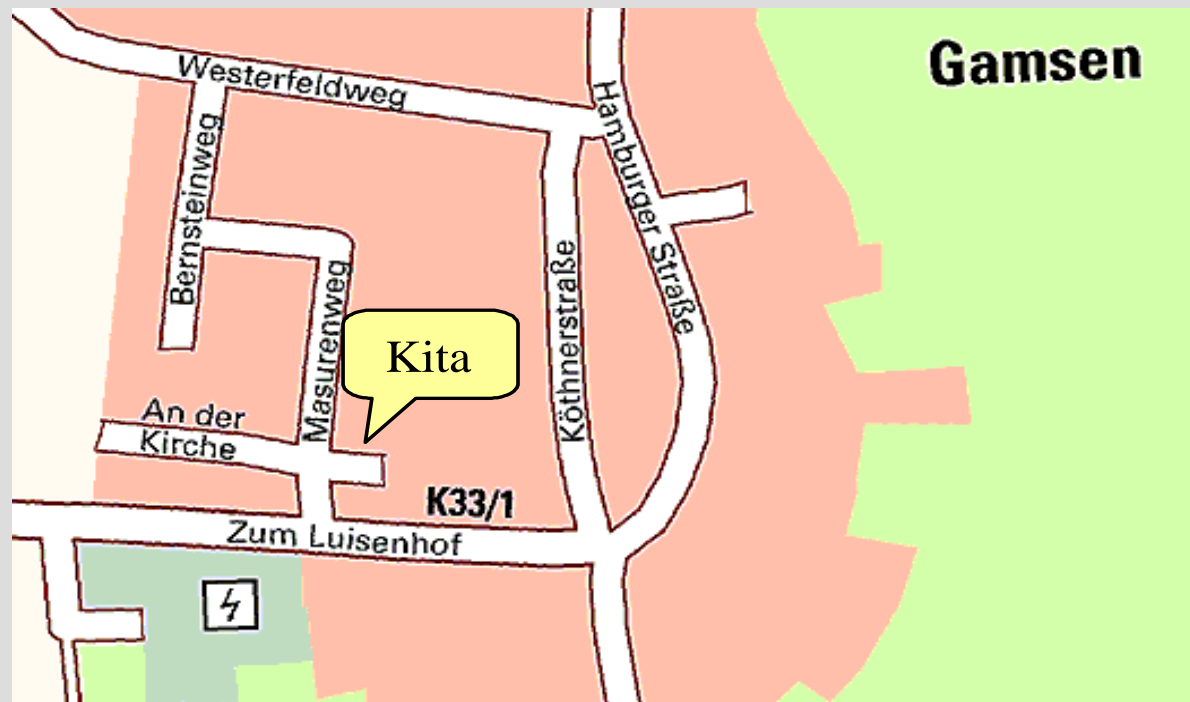 Gamsen
Westerfeldweg
Hamburger Straße
Bernsteinweg
Köthnerstraße
Masurenweg
Kita
An der
Kirche
K33/1
Zum Luisenhof